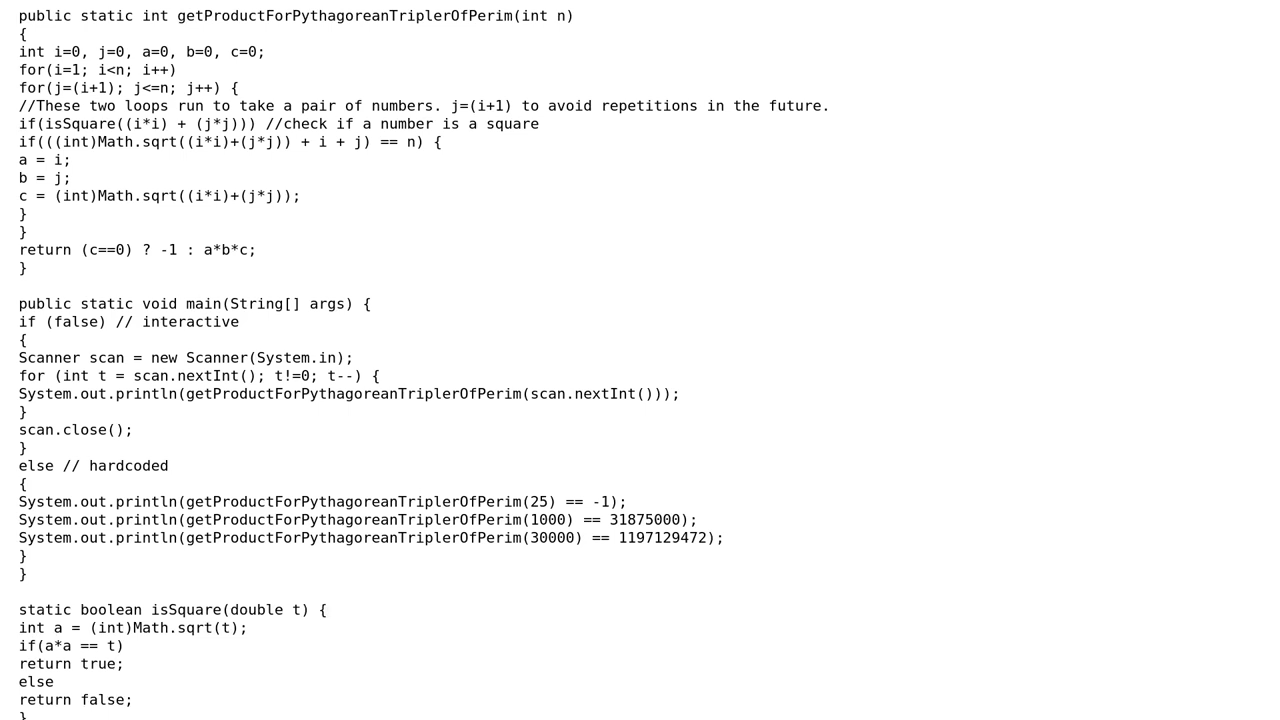 public static int getProductForPythagoreanTriplerOfPerim(int n)
{
int i=0, j=0, a=0, b=0, c=0;
for(i=1; i<n; i++)
for(j=(i+1); j<=n; j++) {
//These two loops run to take a pair of numbers. j=(i+1) to avoid repetitions in the future.
if(isSquare((i*i) + (j*j))) //check if a number is a square
if(((int)Math.sqrt((i*i)+(j*j)) + i + j) == n) {
a = i;
b = j;
c = (int)Math.sqrt((i*i)+(j*j));
}
}
return (c==0) ? -1 : a*b*c;
}

public static void main(String[] args) {
if (false) // interactive
{
Scanner scan = new Scanner(System.in);
for (int t = scan.nextInt(); t!=0; t--) {
System.out.println(getProductForPythagoreanTriplerOfPerim(scan.nextInt()));
}
scan.close();
}
else // hardcoded
{
System.out.println(getProductForPythagoreanTriplerOfPerim(25) == -1);
System.out.println(getProductForPythagoreanTriplerOfPerim(1000) == 31875000);
System.out.println(getProductForPythagoreanTriplerOfPerim(30000) == 1197129472);
}
}

static boolean isSquare(double t) {
int a = (int)Math.sqrt(t);
if(a*a == t)
return true;
else
return false;
}